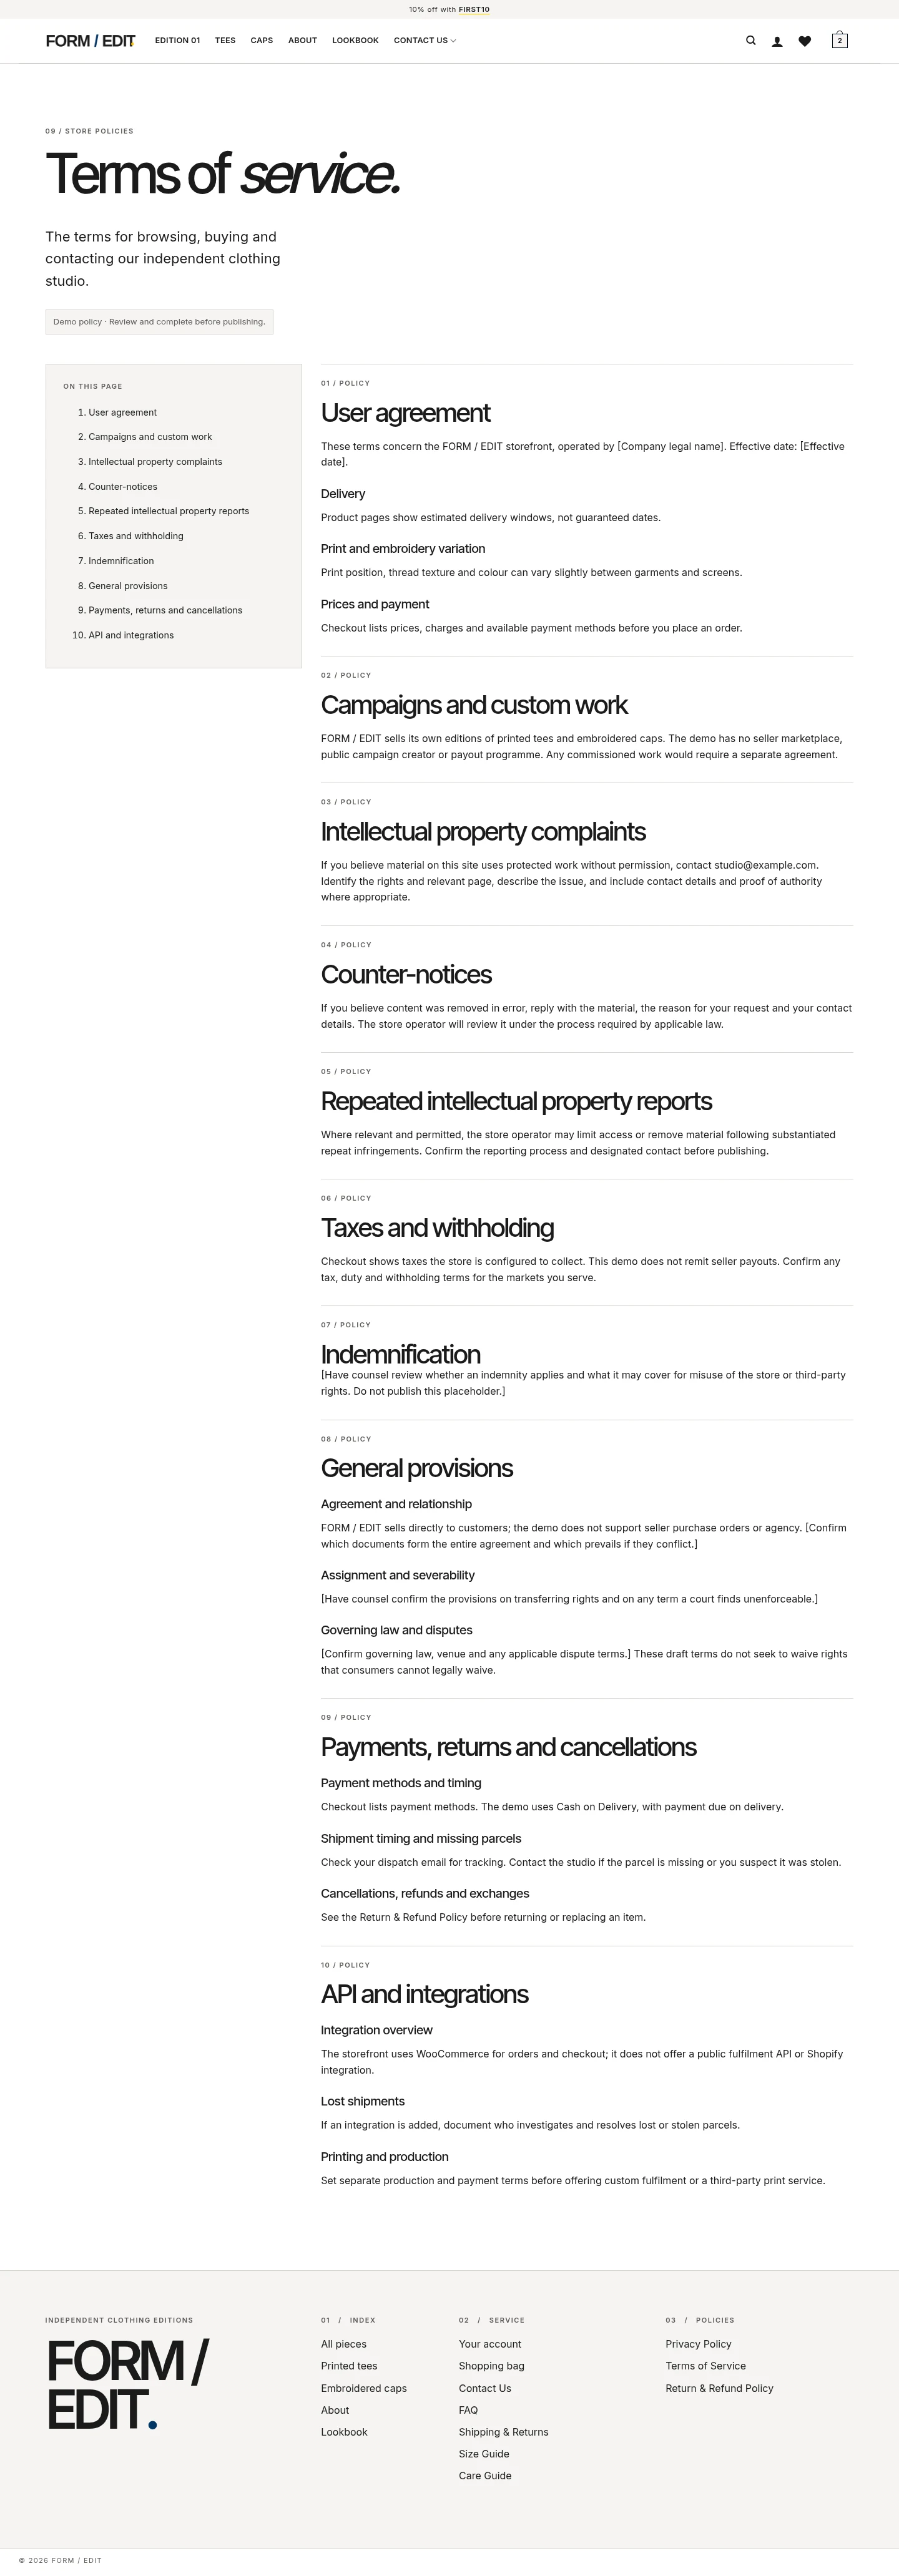 10% off with FIRST10
FORM / EDIT
EDITION 01 TEES CAPS ABOUT LOOKBOOK CONTACT US
2
09 / STORE POLICIES
Terms of service.
The terms for browsing, buying and
contacting our independent clothing
studio.
Demo policy · Review and complete before publishing.
ON THIS PAGE
1. User agreement
2. Campaigns and custom work
3. Intellectual property complaints
4. Counter-notices
5. Repeated intellectual property reports
6. Taxes and withholding
7. Indemnification
8. General provisions
9. Payments, returns and cancellations
10. API and integrations
01 / POLICY
User agreement
These terms concern the FORM / EDIT storefront, operated by [Company legal name]. Effective date: [Effective
date].
Delivery
Product pages show estimated delivery windows, not guaranteed dates.
Print and embroidery variation
Print position, thread texture and colour can vary slightly between garments and screens.
Prices and payment
Checkout lists prices, charges and available payment methods before you place an order.
02 / POLICY
Campaigns and custom work
FORM / EDIT sells its own editions of printed tees and embroidered caps. The demo has no seller marketplace,
public campaign creator or payout programme. Any commissioned work would require a separate agreement.
03 / POLICY
Intellectual property complaints
If you believe material on this site uses protected work without permission, contact studio@example.com.
Identify the rights and relevant page, describe the issue, and include contact details and proof of authority
where appropriate.
04 / POLICY
Counter-notices
If you believe content was removed in error, reply with the material, the reason for your request and your contact
details. The store operator will review it under the process required by applicable law.
05 / POLICY
Repeated intellectual property reports
Where relevant and permitted, the store operator may limit access or remove material following substantiated
repeat infringements. Confirm the reporting process and designated contact before publishing.
06 / POLICY
Taxes and withholding
Checkout shows taxes the store is configured to collect. This demo does not remit seller payouts. Confirm any
tax, duty and withholding terms for the markets you serve.
07 / POLICY
Indemnification
[Have counsel review whether an indemnity applies and what it may cover for misuse of the store or third-party
rights. Do not publish this placeholder.]
08 / POLICY
General provisions
Agreement and relationship
FORM / EDIT sells directly to customers; the demo does not support seller purchase orders or agency. [Confirm
which documents form the entire agreement and which prevails if they conflict.]
Assignment and severability
[Have counsel confirm the provisions on transferring rights and on any term a court finds unenforceable.]
Governing law and disputes
[Confirm governing law, venue and any applicable dispute terms.] These draft terms do not seek to waive rights
that consumers cannot legally waive.
09 / POLICY
Payments, returns and cancellations
Payment methods and timing
Checkout lists payment methods. The demo uses Cash on Delivery, with payment due on delivery.
Shipment timing and missing parcels
Check your dispatch email for tracking. Contact the studio if the parcel is missing or you suspect it was stolen.
Cancellations, refunds and exchanges
See the Return & Refund Policy before returning or replacing an item.
10 / POLICY
API and integrations
Integration overview
The storefront uses WooCommerce for orders and checkout; it does not offer a public fulfilment API or Shopify
integration.
Lost shipments
If an integration is added, document who investigates and resolves lost or stolen parcels.
Printing and production
Set separate production and payment terms before offering custom fulfilment or a third-party print service.
INDEPENDENT CLOTHING EDITIONS
FORM /
EDIT.
01 / INDEX
All pieces
Printed tees
Embroidered caps
About
Lookbook
02 / SERVICE
Your account
Shopping bag
Contact Us
FAQ
Shipping & Returns
Size Guide
Care Guide
03 / POLICIES
Privacy Policy
Terms of Service
Return & Refund Policy
© 2026 FORM / EDIT